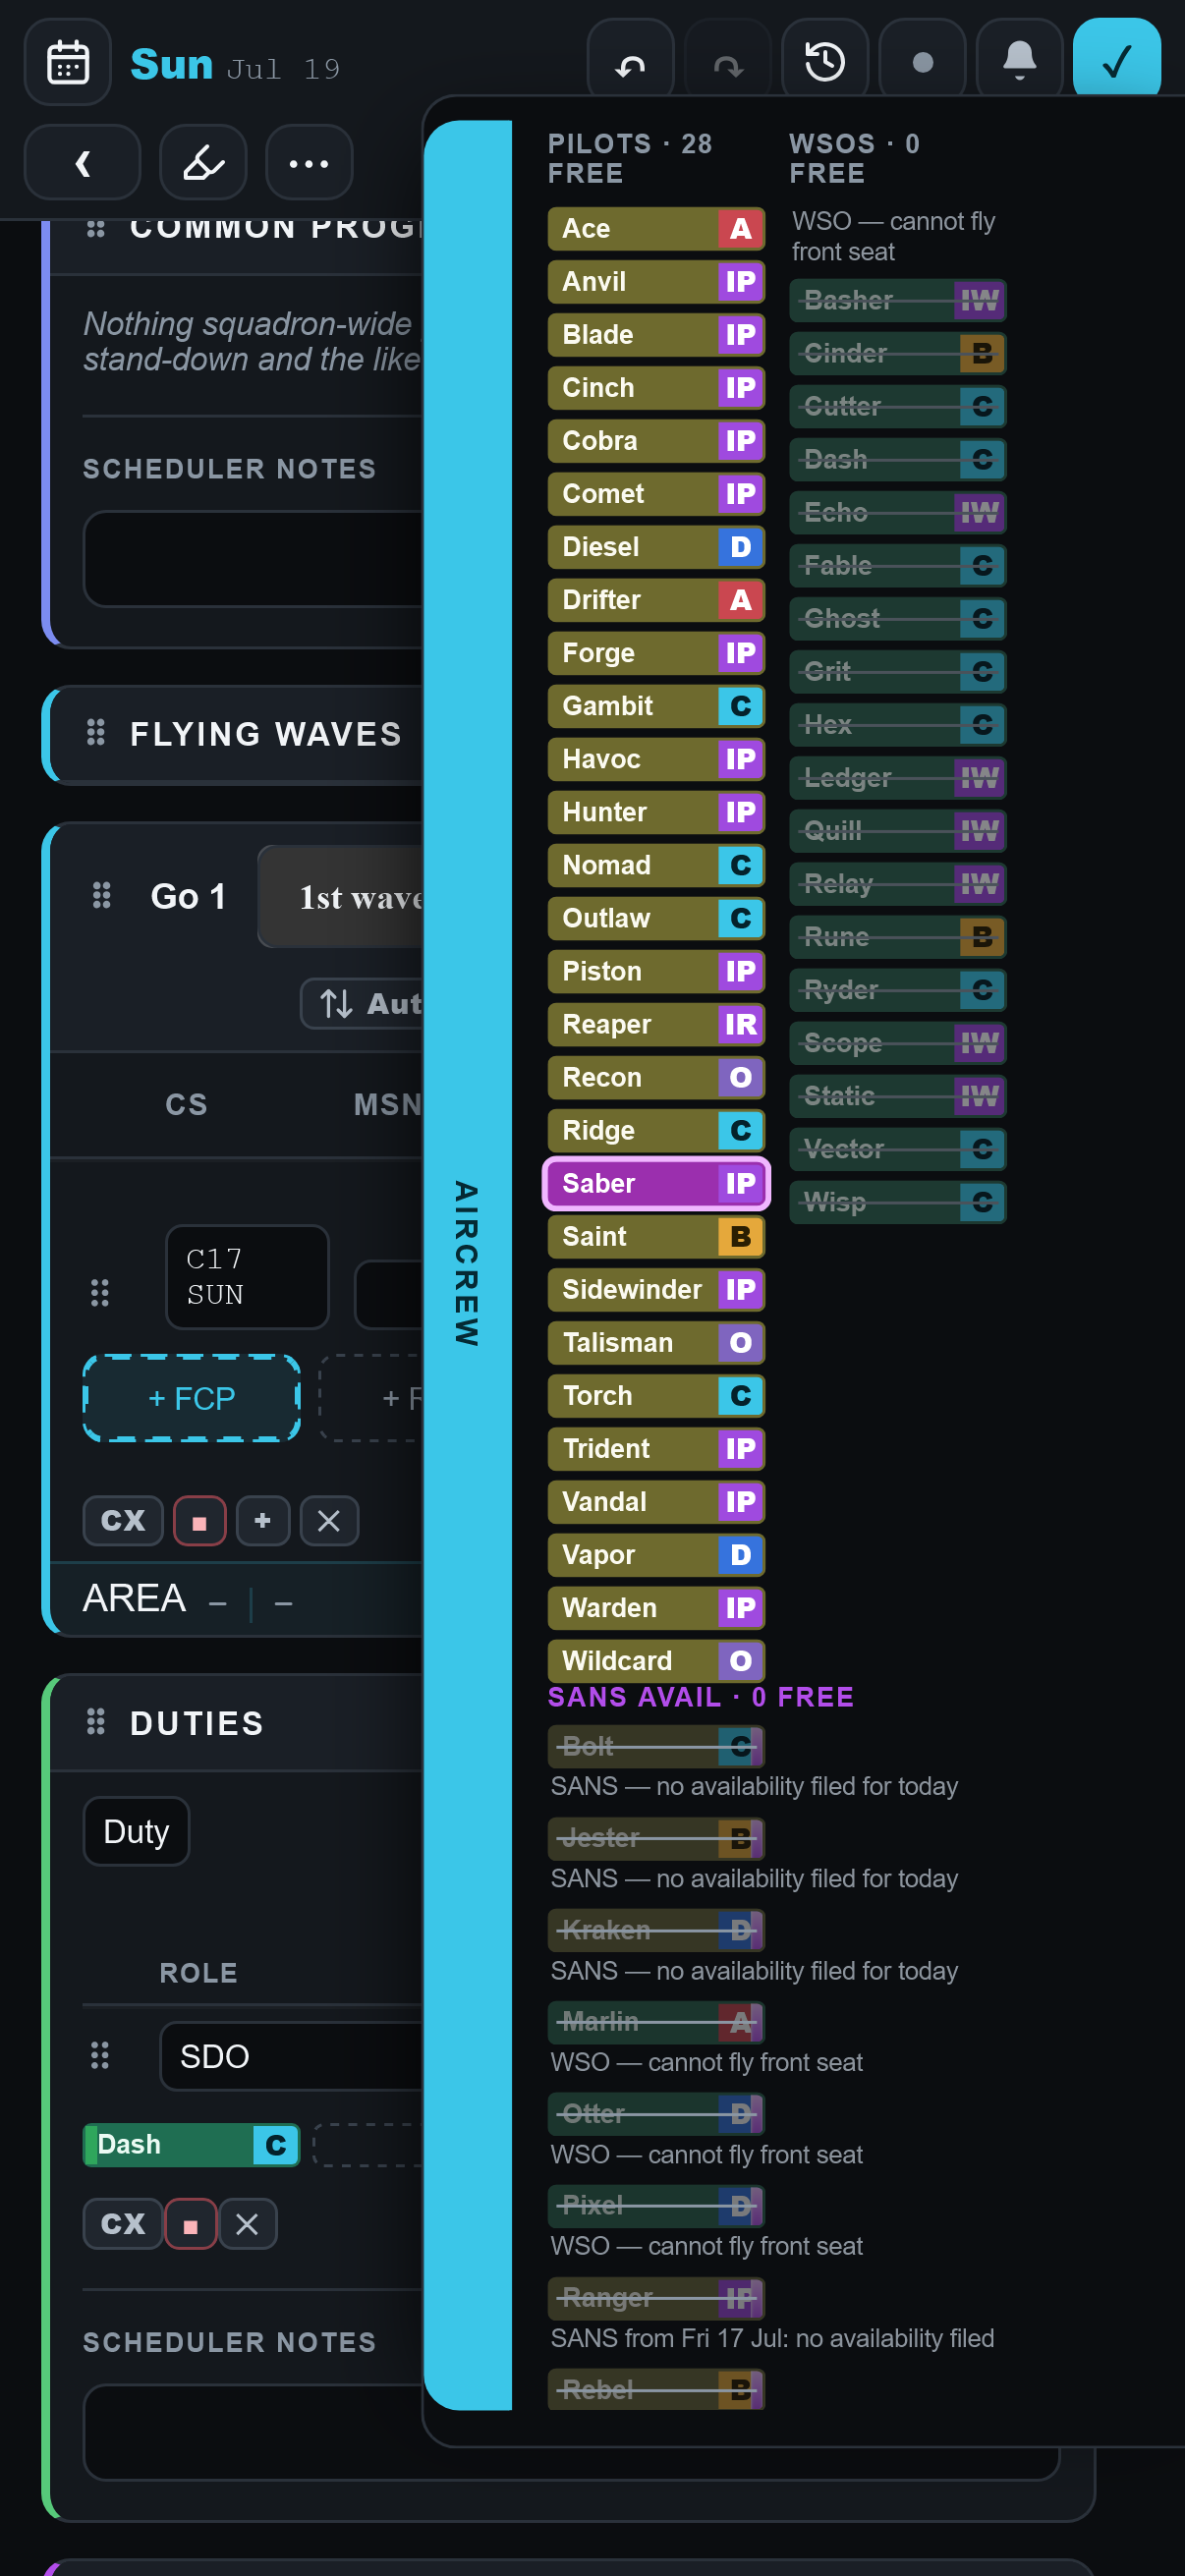 Sun Jul 19
COMMON PROG
Nothing squadron-wide
stand-down and the like
SCHEDULER NOTES
FLYING WAVES
Go 1
1st wave
Aut
CS
MSN
C17
SUN
+ FCP
+ R
CX
+
AREA – | –
DUTIES
Duty
ROLE
SDO
Dash C
CX
SCHEDULER NOTES
AIRCREW
PILOTS · 28
FREE
Ace A
Anvil IP
Blade IP
Cinch IP
Cobra IP
Comet IP
Diesel D
Drifter A
Forge IP
Gambit C
Havoc IP
Hunter IP
Nomad C
Outlaw C
Piston IP
Reaper IR
Recon O
Ridge C
Saber IP
Saint B
Sidewinder IP
Talisman O
Torch C
Trident IP
Vandal IP
Vapor D
Warden IP
Wildcard O
WSOS · 0
FREE
WSO — cannot fly
front seat
Basher IW
Cinder B
Cutter C
Dash C
Echo IW
Fable C
Ghost C
Grit C
Hex C
Ledger IW
Quill IW
Relay IW
Rune B
Ryder C
Scope IW
Static IW
Vector C
Wisp C
SANS AVAIL · 0 FREE
Bolt C
SANS — no availability filed for today
Jester B
SANS — no availability filed for today
Kraken D
SANS — no availability filed for today
Marlin A
WSO — cannot fly front seat
Otter D
WSO — cannot fly front seat
Pixel D
WSO — cannot fly front seat
Ranger IP
SANS from Fri 17 Jul: no availability filed
Rebel B